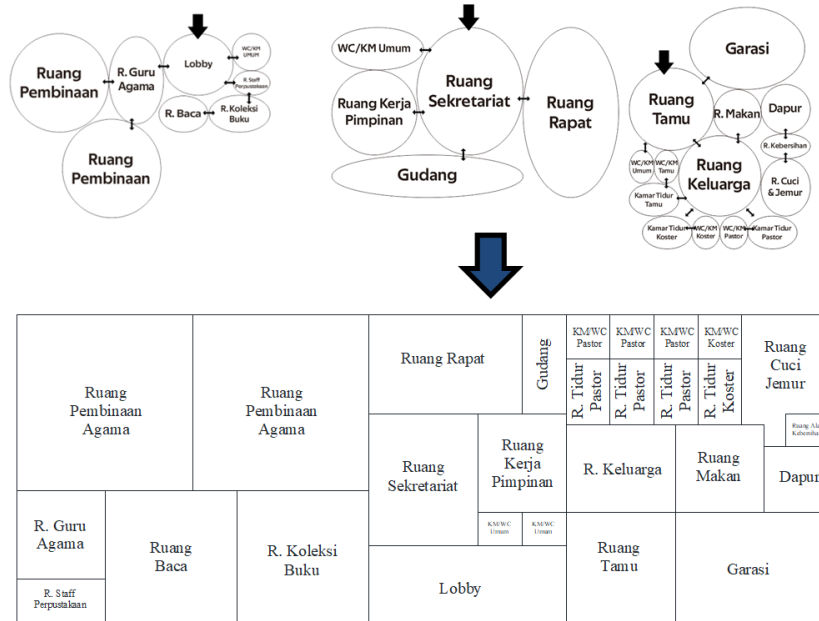 Ruang
Pembinaan
R. Guru
Agama
Lobby
WC/KM
UMUM
R. Staff
Perpustakaan
R. Baca
R. Koleksi
Buku
Ruang
Pembinaan
WC/KM Umum
Ruang
Sekretariat
Ruang Kerja
Pimpinan
Ruang
Rapat
Gudang
Garasi
Ruang
Tamu
R. Makan
Dapur
R. Kebersihan
WC/KM
Umum
WC/KM
Tamu
Ruang
Keluarga
R. Cuci
& Jemur
Kamar Tidur
Tamu
Kamar Tidur
Koster
WC/KM
Koster
WC/KM
Pastor
Kamar Tidur
Pastor
Ruang
Pembinaan
Agama
Ruang
Pembinaan
Agama
Ruang Rapat
Gudang
KM/WC
Pastor
KM/WC
Pastor
KM/WC
Pastor
KM/WC
Koster
R. Tidur
Pastor
R. Tidur
Pastor
R. Tidur
Pastor
R. Tidur
Koster
Ruang
Cuci
Jemur
Ruang
Kebersihan
Ruang
Sekretariat
Ruang
Kerja
Pimpinan
R. Keluarga
Ruang
Makan
Dapur
R. Guru
Agama
Ruang
Baca
R. Koleksi
Buku
KM/WC
Umum
KM/WC
Umum
Ruang
Tamu
Garasi
R. Staff
Perpustakaan
Lobby